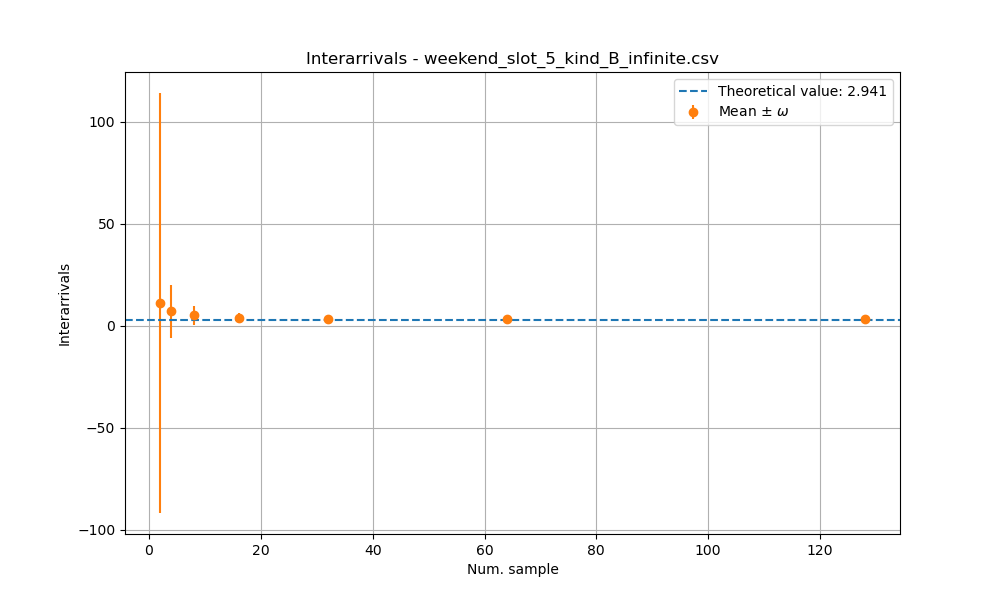 Interarrivals - weekend_slot_5_kind_B_infinite.csv
Theoretical value: 2.941
Mean ± ω
100
50
0
−50
−100
Interarrivals
0 20 40 60 80 100 120
Num. sample